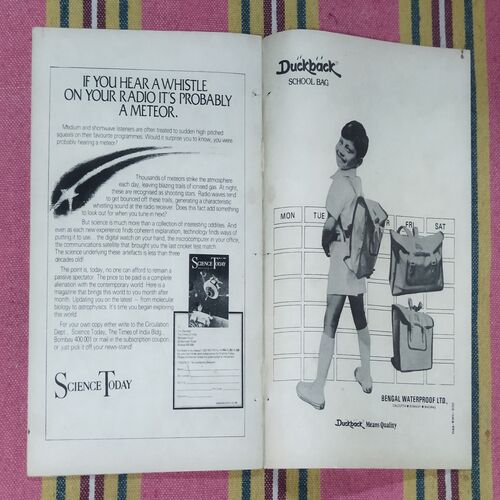 IF YOU HEAR A WHISTLE
ON YOUR RADIO IT'S PROBABLY
A METEOR.
Medium and shortwave listeners are often treated to sudden high pitched
squeals on their favourite programmes. Would it surprise you to know, you were
probably hearing a meteor?
Thousands of meteors strike the atmosphere
each day, leaving blazing trails of ionised gas. At night,
these are recognised as shooting stars. Radio waves tend
to get bounced off these trails, generating a characteristic
whistling sound at the radio receiver. Does this fact add something
to look out for when you tune in next?
But science is much more than a collection of interesting oddities. And
even as each new experience finds coherent explanation, technology finds ways of
putting it to use... the digital watch on your hand, the microcomputer in your office,
the communications satellite that brought you the last cricket test match.
The science underlying these artefacts is less than three
decades old!
The point is, today, no one can afford to remain a
passive spectator. The price to be paid is a complete
alienation with the contemporary world. Here is a
magazine that brings this world to you month after
month. Updating you on the latest — from molecular
biology to astrophysics. It's time you began exploring
this world.
For your own copy either write to the Circulation
Dept., Science Today, The Times of India Bldg.,
Bombay 400 001 or mail in the subscription coupon,
or just pick it off your news-stand!
SCIENCE TODAY
SCIENCE TODAY
Duckback
SCHOOL BAG
MON TUE FRI SAT
BENGAL WATERPROOF LTD.
Duckback Means Quality